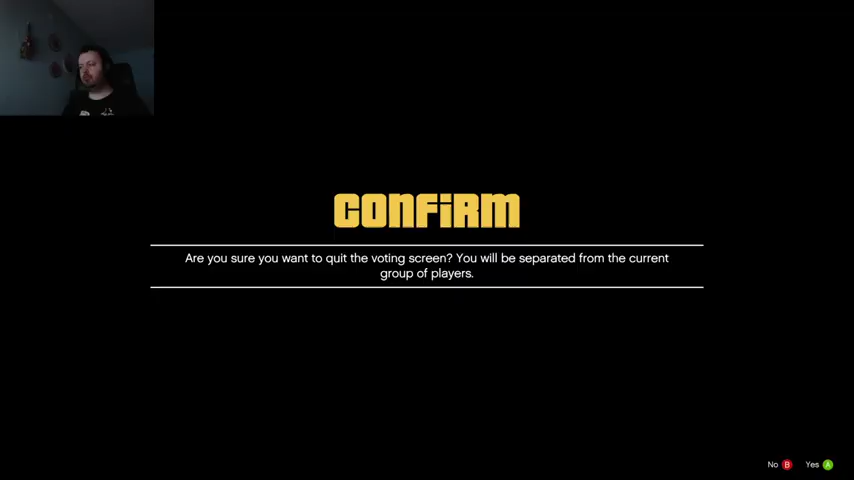 CONFIRM
Are you sure you want to quit the voting screen? You will be separated from the current
group of players.
No B Yes A